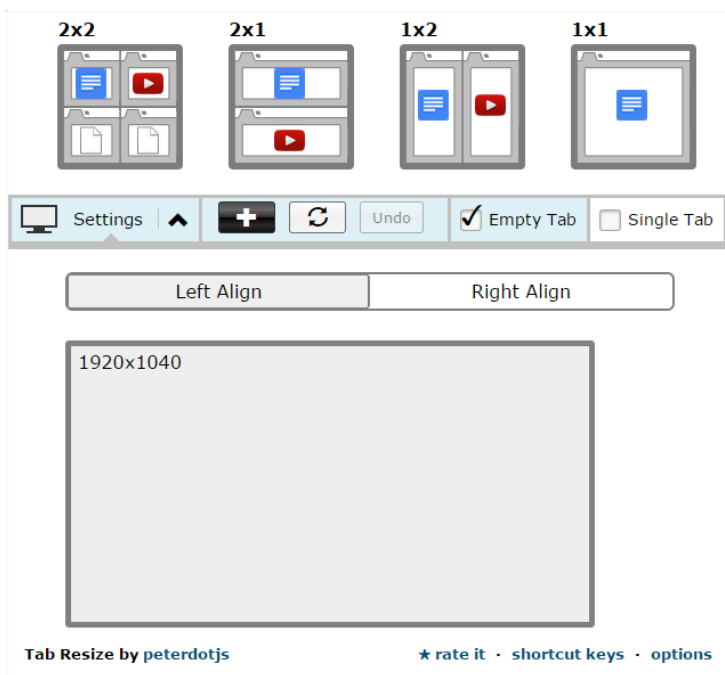 2x2 2x1 1x2 1x1
Settings Undo Empty Tab Single Tab
Left Align Right Align
1920x1040
Tab Resize by peterdotjs ★ rate it · shortcut keys · options